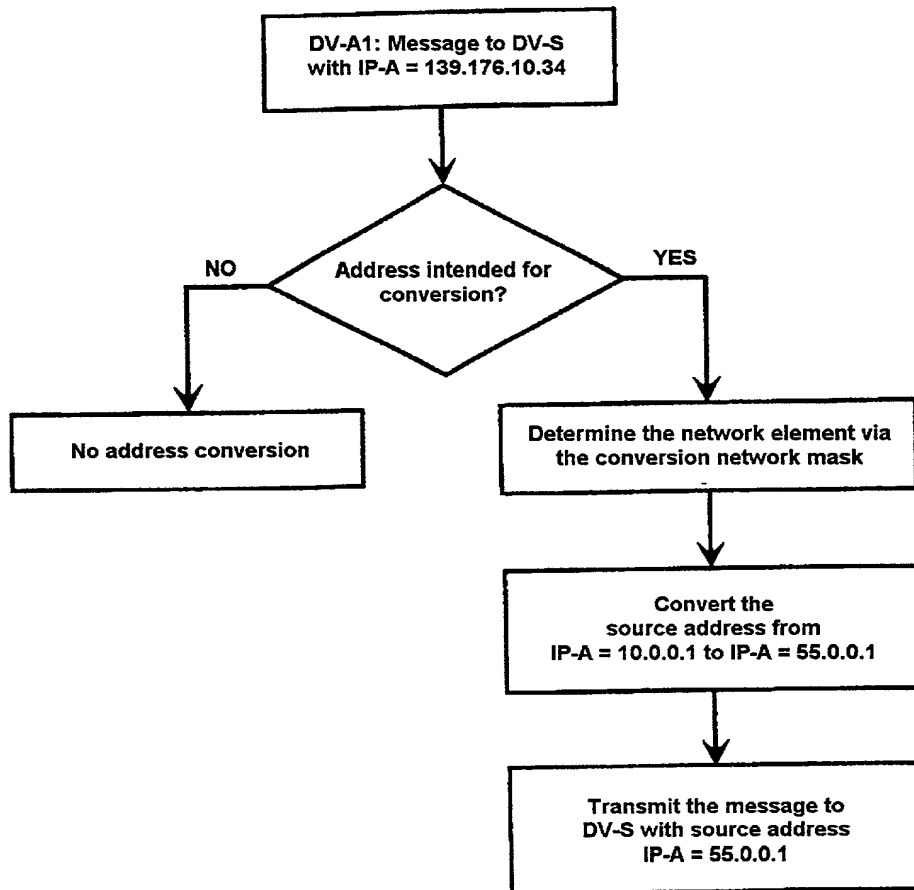 DV-A1: Message to DV-S
with IP-A = 139.176.10.34
Address intended for
conversion?
NO
YES
No address conversion
Determine the network element via
the conversion network mask
Convert the
source address from
IP-A = 10.0.0.1 to IP-A = 55.0.0.1
Transmit the message to
DV-S with source address
IP-A = 55.0.0.1